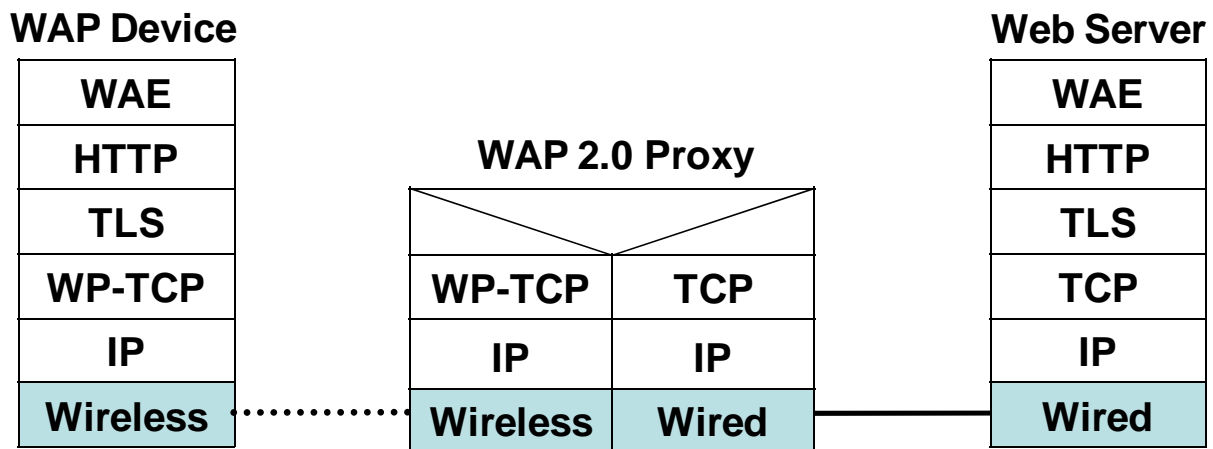 WAP Device
WAE
HTTP
TLS
WP-TCP
IP
Wireless
WAP 2.0 Proxy
WP-TCP TCP
IP IP
Wireless Wired
Web Server
WAE
HTTP
TLS
TCP
IP
Wired